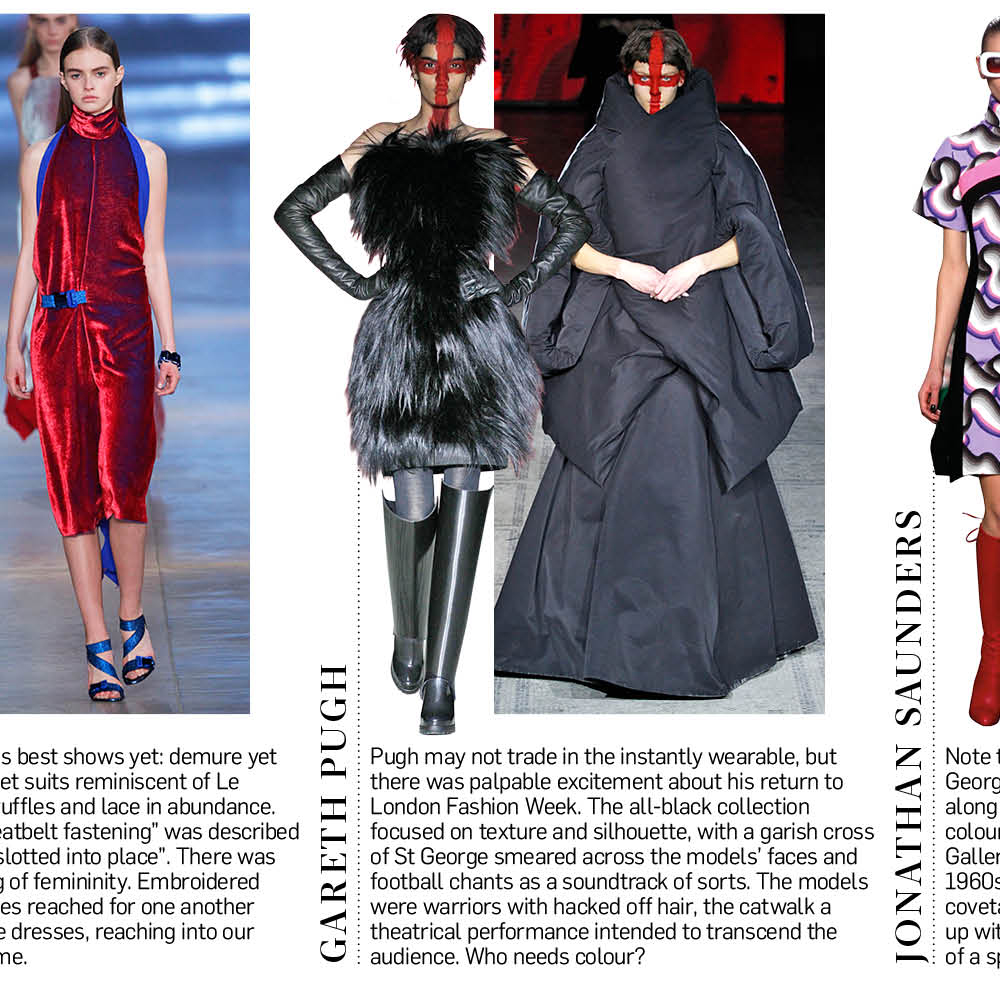 s best shows yet: demure yet
et suits reminiscent of Le
uffles and lace in abundance.
eatbelt fastening” was described
slotted into place”. There was
g of femininity. Embroidered
es reached for one another
e dresses, reaching into our
me.
GARETH PUGH
Pugh may not trade in the instantly wearable, but
there was palpable excitement about his return to
London Fashion Week. The all-black collection
focused on texture and silhouette, with a garish cross
of St George smeared across the models’ faces and
football chants as a soundtrack of sorts. The models
were warriors with hacked off hair, the catwalk a
theatrical performance intended to transcend the
audience. Who needs colour?
JONATHAN SAUNDERS
Note t
Georg
along
colou
Galler
1960s
coveta
up wit
of a sp